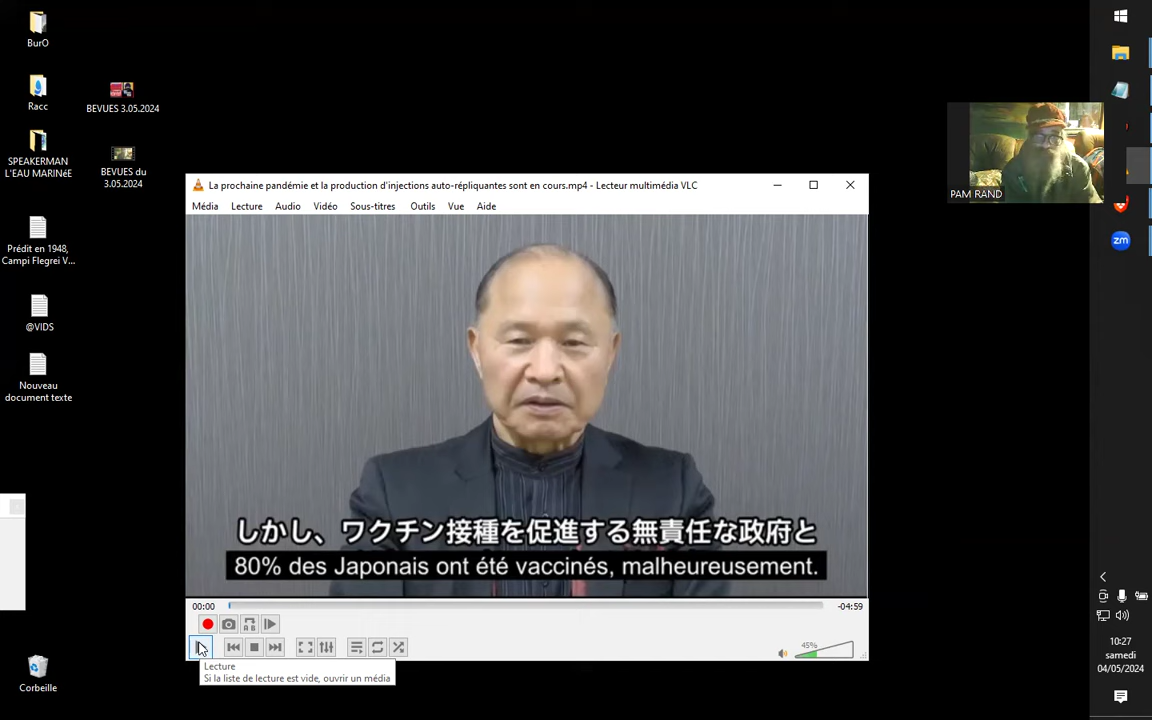 BurO
Racc
SPEAKERMAN
L'EAU MARINéE
Prédit en 1948,
Campi Flegrei V...
@VIDS
Nouveau
document texte
Corbeille
BEVUES 3.05.2024
BEVUES du
3.05.2024
La prochaine pandémie et la production d'injections auto-répliquantes sont en cours.mp4 - Lecteur multimédia VLC
Média Lecture Audio Vidéo Sous-titres Outils Vue Aide
しかし、ワクチン接種を促進する無責任な政府と
80% des Japonais ont été vaccinés, malheureusement.
00:00 -04:59
45%
Lecture
Si la liste de lecture est vide, ouvrir un média
PAM RAND
zm
10:27
samedi
04/05/2024